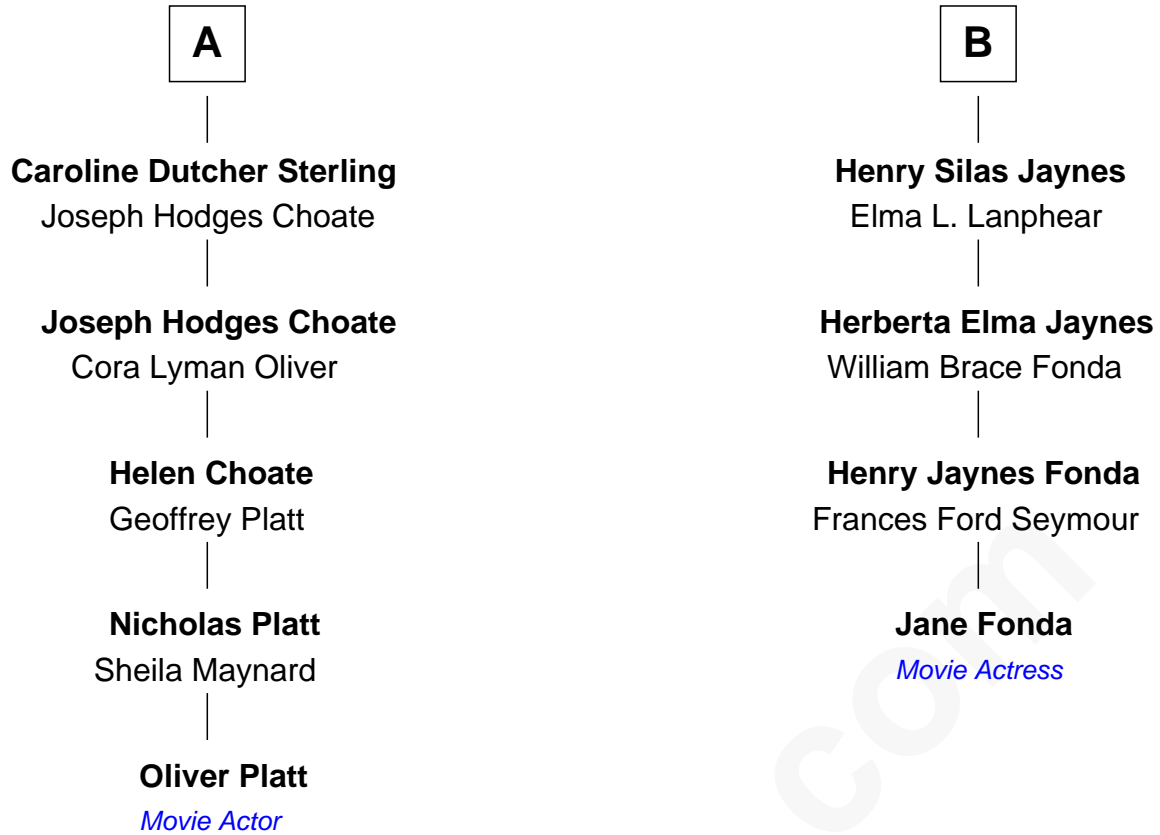 A
Caroline Dutcher Sterling
Joseph Hodges Choate
Joseph Hodges Choate
Cora Lyman Oliver
Helen Choate
Geoffrey Platt
Nicholas Platt
Sheila Maynard
Oliver Platt
Movie Actor
B
Henry Silas Jaynes
Elma L. Lanphear
Herberta Elma Jaynes
William Brace Fonda
Henry Jaynes Fonda
Frances Ford Seymour
Jane Fonda
Movie Actress
com